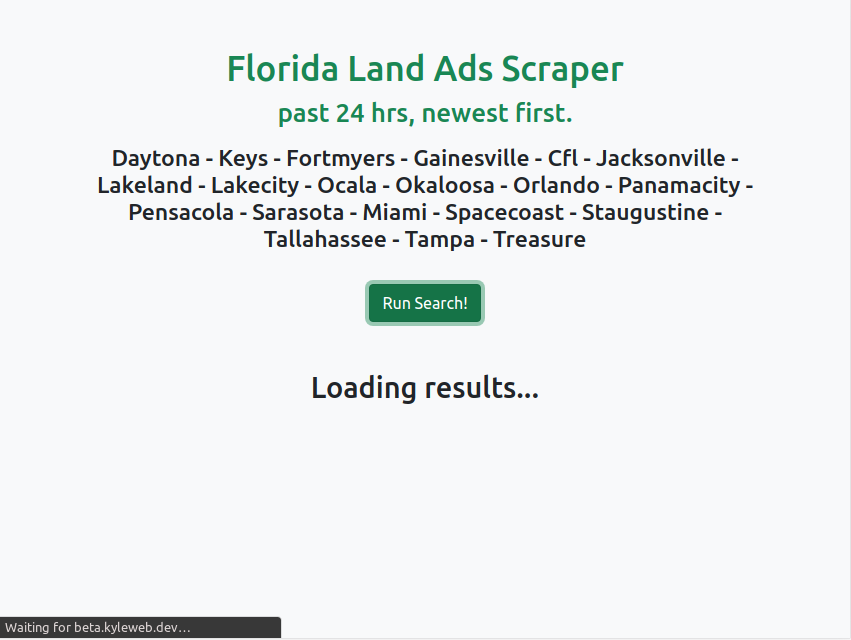 Florida Land Ads Scraper
past 24 hrs, newest first.
Daytona - Keys - Fortmyers - Gainesville - Cfl - Jacksonville -
Lakeland - Lakecity - Ocala - Okaloosa - Orlando - Panamacity -
Pensacola - Sarasota - Miami - Spacecoast - Staugustine -
Tallahassee - Tampa - Treasure
Run Search!
Loading results...
Waiting for beta.kyleweb.dev…